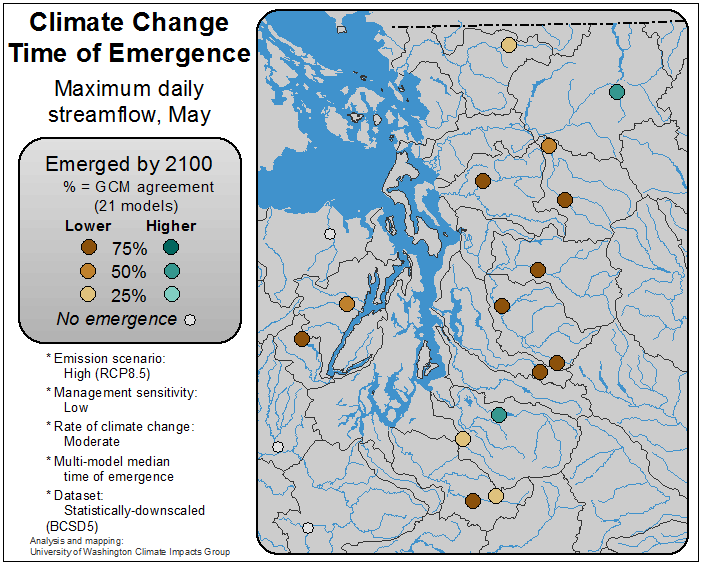 Climate Change
Time of Emergence
Maximum daily
streamflow, May
Emerged by 2100
% = GCM agreement
(21 models)
Lower Higher
75%
50%
25%
No emergence
* Emission scenario:
High (RCP8.5)
* Management sensitivity:
Low
* Rate of climate change:
Moderate
* Multi-model median
time of emergence
* Dataset:
Statistically-downscaled
(BCSD5)
Analysis and mapping:
University of Washington Climate Impacts Group